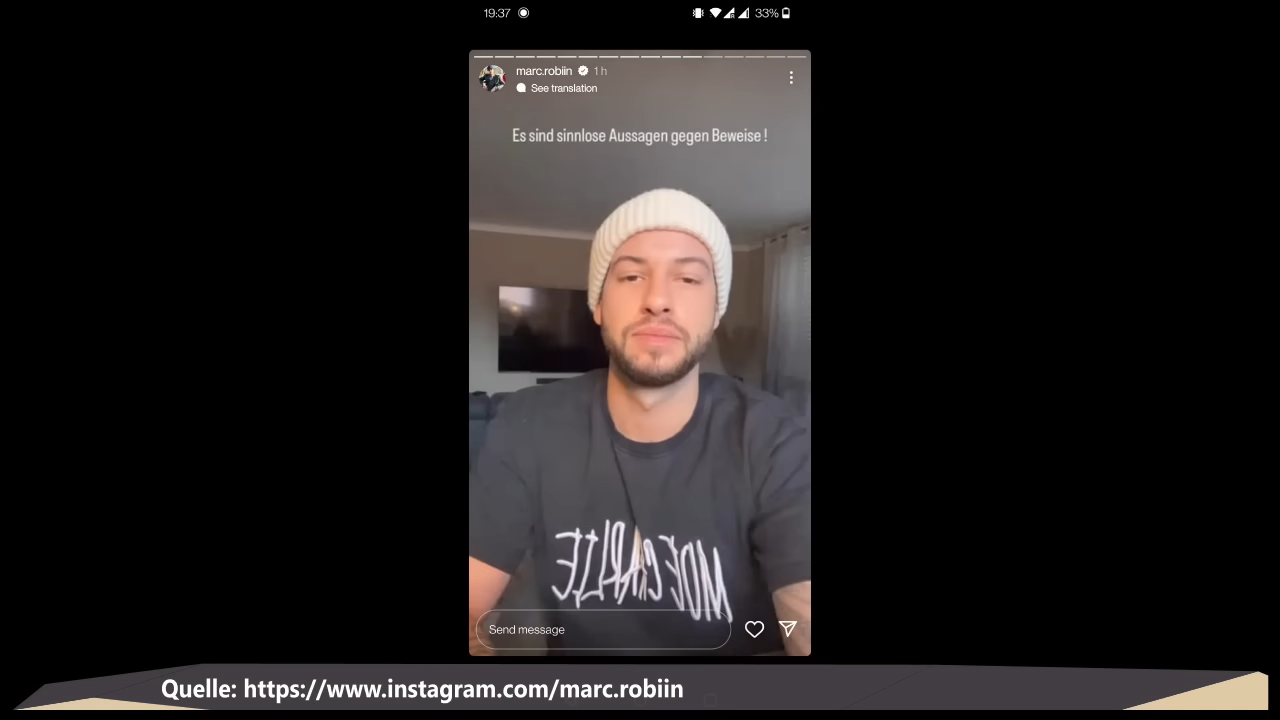 19:37
33%
marc.robiin 1 h
See translation
Es sind sinnlose Aussagen gegen Beweise !
Send message
Quelle: https://www.instagram.com/marc.robiin